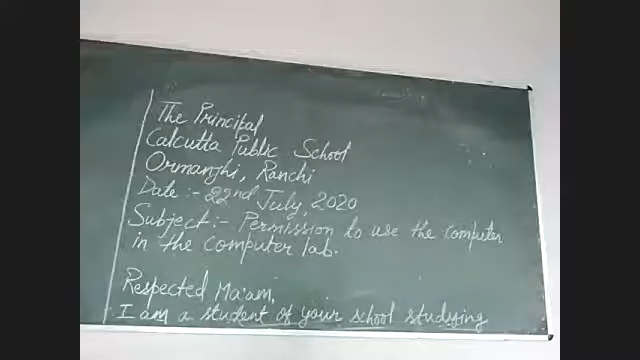 The Principal
Calcutta Public School
Ormanjhi, Ranchi
Date :- 22nd July, 2020
Subject :- Permission to use the computer
in the computer lab.
Respected Ma'am,
I am a student of your school studying